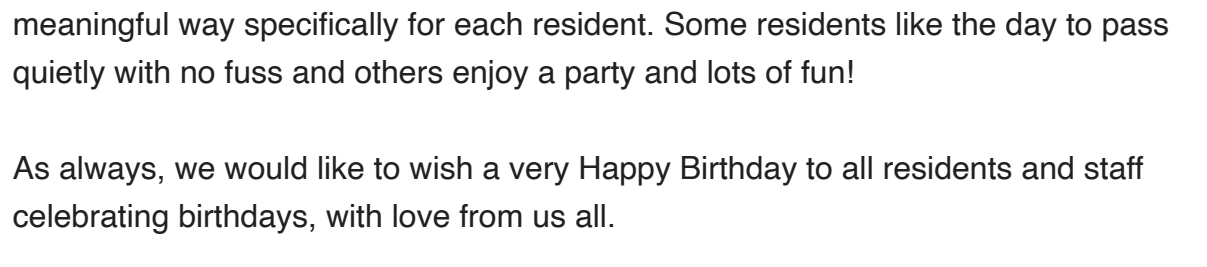 meaningful way specifically for each resident. Some residents like the day to pass
quietly with no fuss and others enjoy a party and lots of fun!
As always, we would like to wish a very Happy Birthday to all residents and staff
celebrating birthdays, with love from us all.